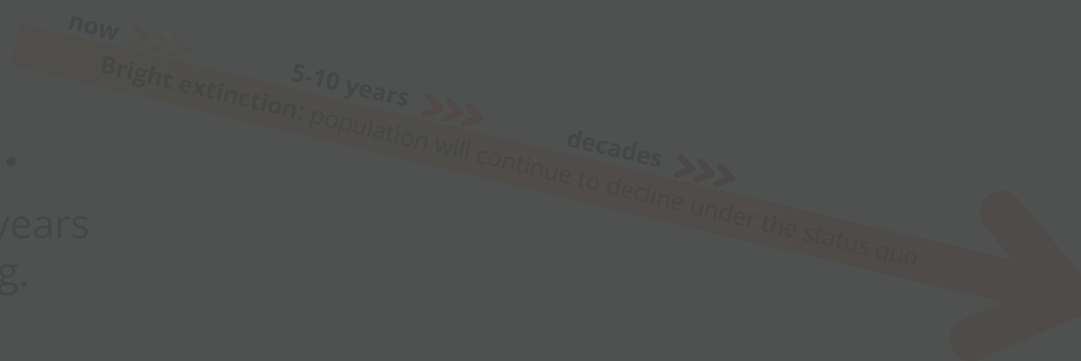 now
5-10 years
decades
Bright extinction: population will continue to decline under the status quo
years
g.